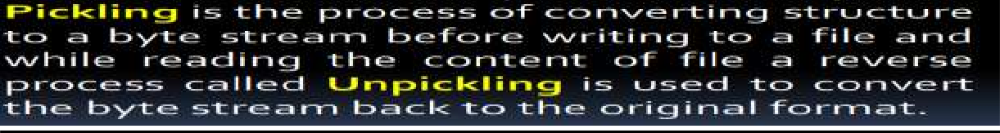 Pickling is the process of converting structure
to a byte stream before writing to a file and
while reading the content of file a reverse
process called Unpickling is used to convert
the byte stream back to the original format.